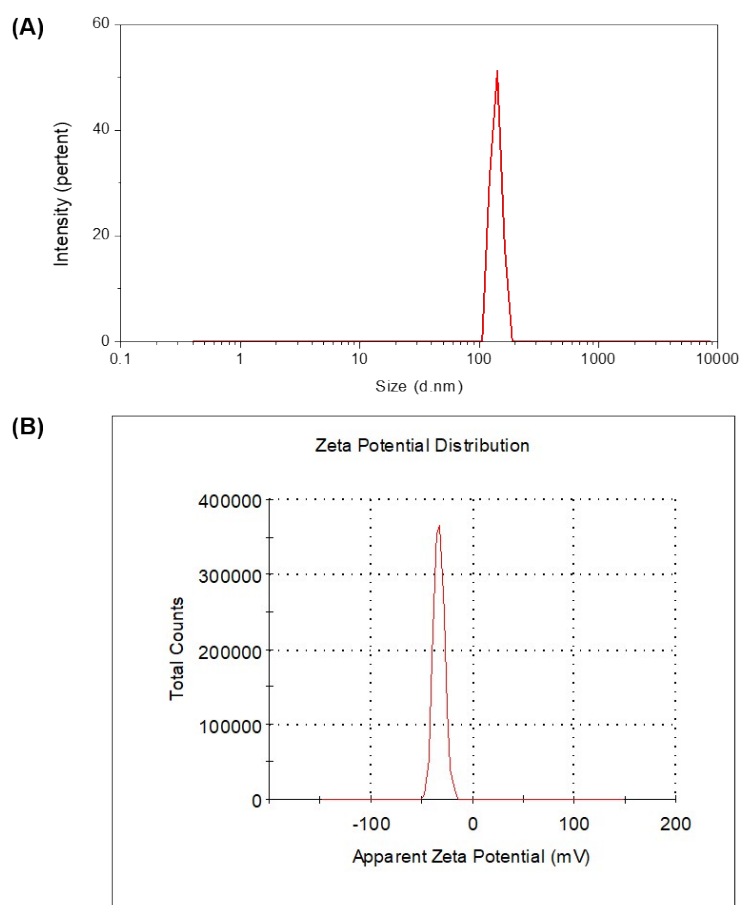 (A)
60
40
20
0
Intensity (pertent)
0.1 1 10 100 1000 10000
Size (d.nm)
(B)
Zeta Potential Distribution
400000
300000
200000
100000
0
Total Counts
-100 0 100 200
Apparent Zeta Potential (mV)